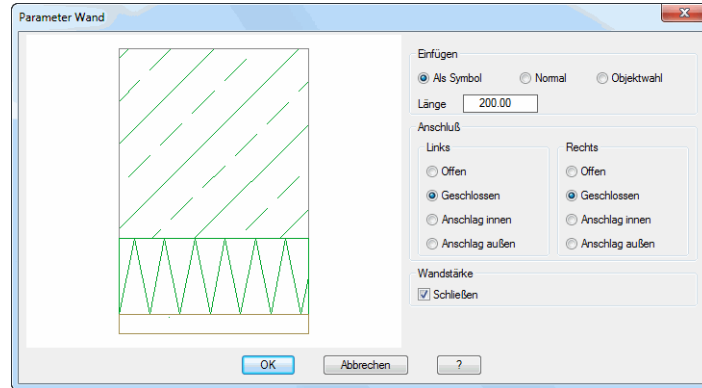 Parameter Wand
Einfügen
Als Symbol Normal Objektwahl
Länge 200.00
Anschluß
Links
Offen
Geschlossen
Anschlag innen
Anschlag außen
Rechts
Offen
Geschlossen
Anschlag innen
Anschlag außen
Wandstärke
Schließen
OK Abbrechen ?